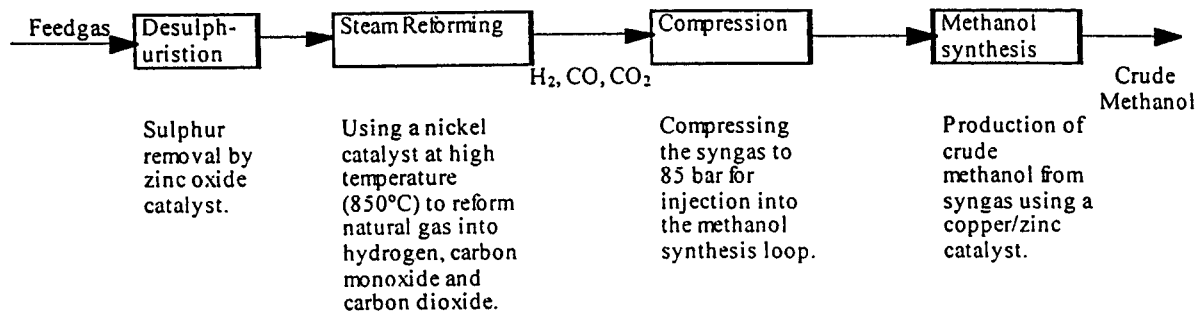 Feedgas
Desulph-
uristion
Steam Reforming
H₂, CO, CO₂
Compression
Methanol
synthesis
Crude
Methanol
Sulphur
removal by
zinc oxide
catalyst.
Using a nickel
catalyst at high
temperature
(850°C) to reform
natural gas into
hydrogen, carbon
monoxide and
carbon dioxide.
Compressing
the syngas to
85 bar for
injection into
the methanol
synthesis loop.
Production of
crude
methanol from
syngas using a
copper/zinc
catalyst.